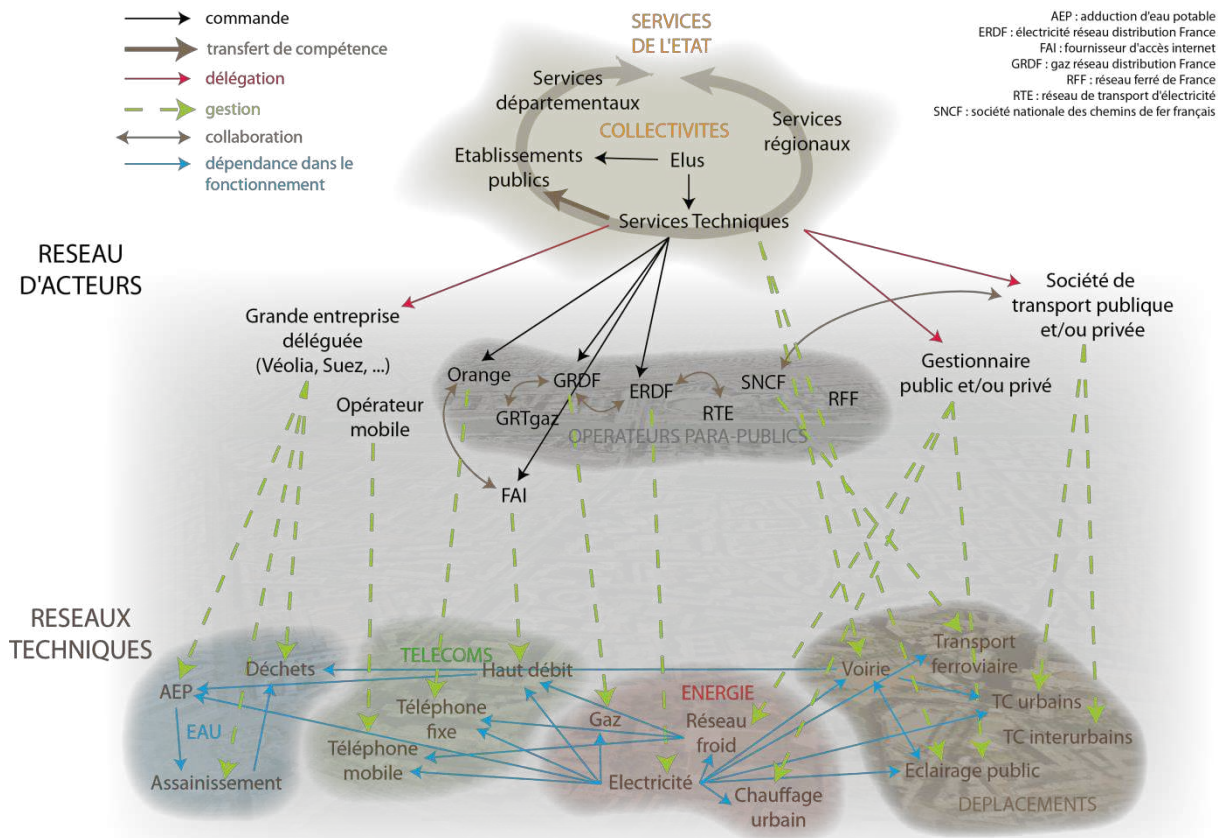 commande
transfert de compétence
délégation
gestion
collaboration
dépendance dans le
fonctionnement
SERVICES
DE L'ETAT
AEP : adduction d'eau potable
ERDF : électricité réseau distribution France
FAI : fournisseur d'accès internet
GRDF : gaz réseau distribution France
RFF : réseau ferré de France
RTE : réseau de transport d'électricité
SNCF : société nationale des chemins de fer français
Services
départementaux
Services
régionaux
COLLECTIVITES
Etablissements
publics
Elus
Services Techniques
RESEAU
D'ACTEURS
Grande entreprise
déléguée
(Véolia, Suez, ...)
Société de
transport publique
et/ou privée
Gestionnaire
public et/ou privé
Opérateur
mobile
Orange
GRDF
ERDF
SNCF
RFF
GRTgaz
RTE
OPERATEURS PARA-PUBLICS
FAI
RESEAUX
TECHNIQUES
Déchets
AEP
EAU
Assainissement
TELECOMS
Haut débit
Téléphone
fixe
Téléphone
mobile
ENERGIE
Gaz
Réseau
froid
Electricité
Chauffage
urbain
Voirie
Transport
ferroviaire
TC urbains
TC interurbains
Eclairage public
DEPLACEMENTS